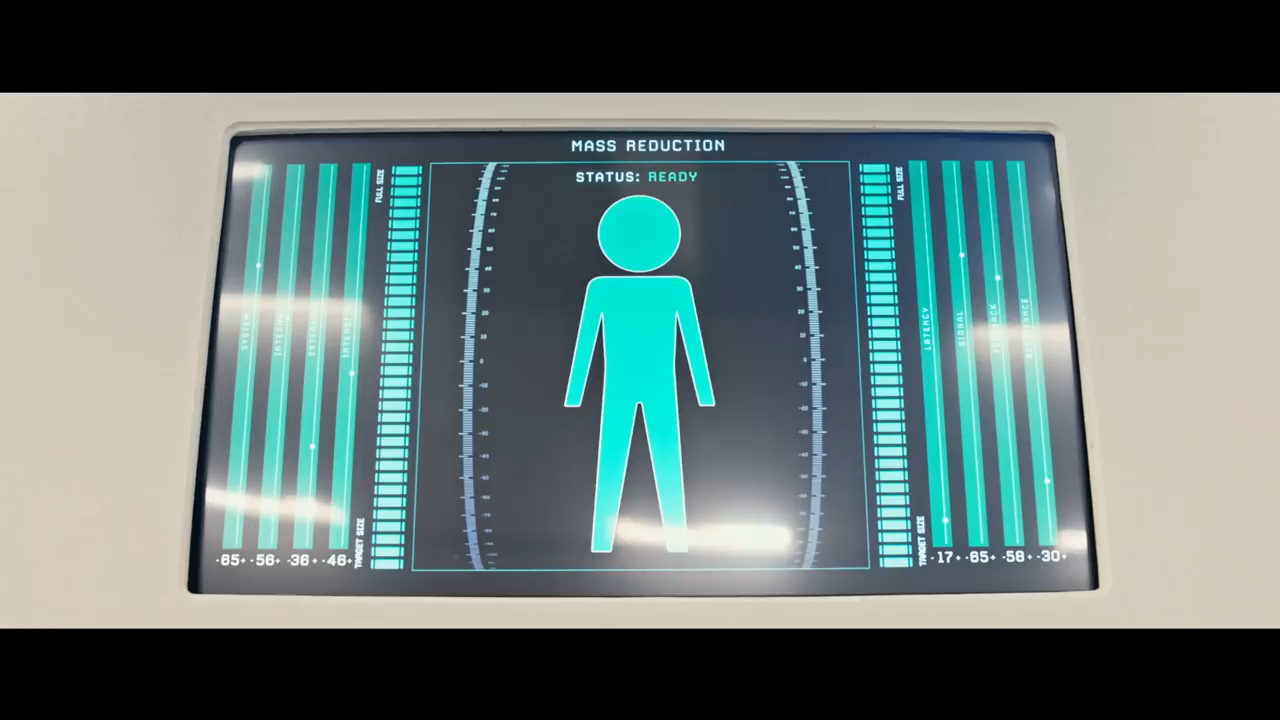 MASS REDUCTION
STATUS: READY
FULL SIZE
FULL SIZE
LATENCY
SIGNAL
TARGET SIZE
TARGET SIZE
-65+ -56+ -36+ -46+
-17+ -65+ -58+ -30+